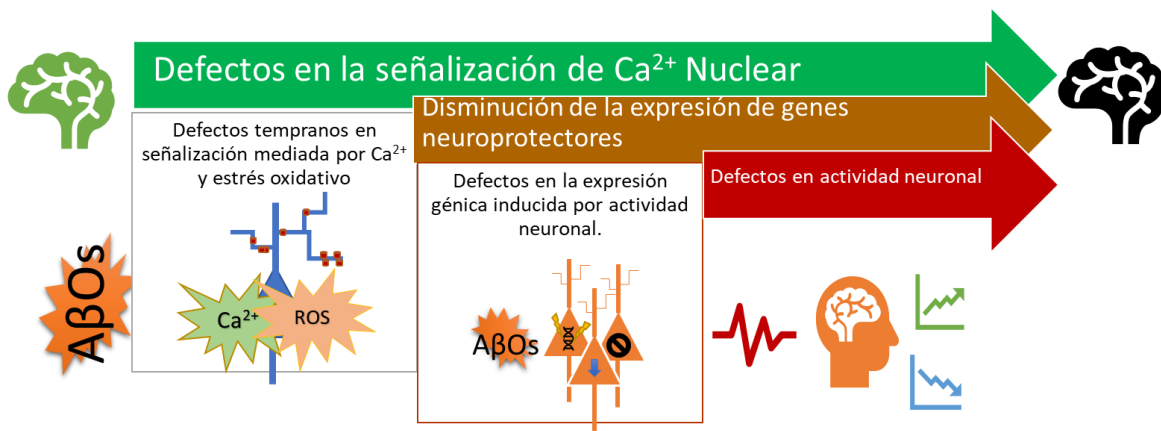 Defectos en la señalización de Ca²⁺ Nuclear
Disminución de la expresión de genes
neuroprotectores
Defectos en actividad neuronal
Defectos tempranos en
señalización mediada por Ca²⁺
y estrés oxidativo
AβOs
Ca²⁺
ROS
Defectos en la expresión
génica inducida por actividad
neuronal.
AβOs